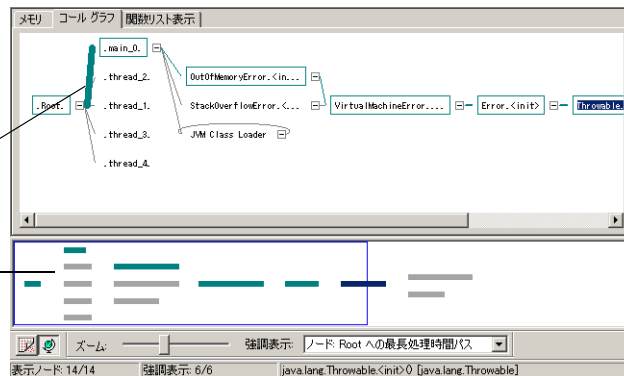 メモリ コール グラフ 関数リスト表示
.main_0.
.thread_2.
OutOfMemoryError.<in...
.Root.
.thread_1.
StackOverflowError.<...
VirtualMachineError....
Error.<init>
Throwable.
.thread_3.
JVM Class Loader
.thread_4.
ズーム:
強調表示:
ノード: Root への最長処理時間パス
表示ノード: 14/14
強調表示: 6/6
java.lang.Throwable.<init>() [java.lang.Throwable]